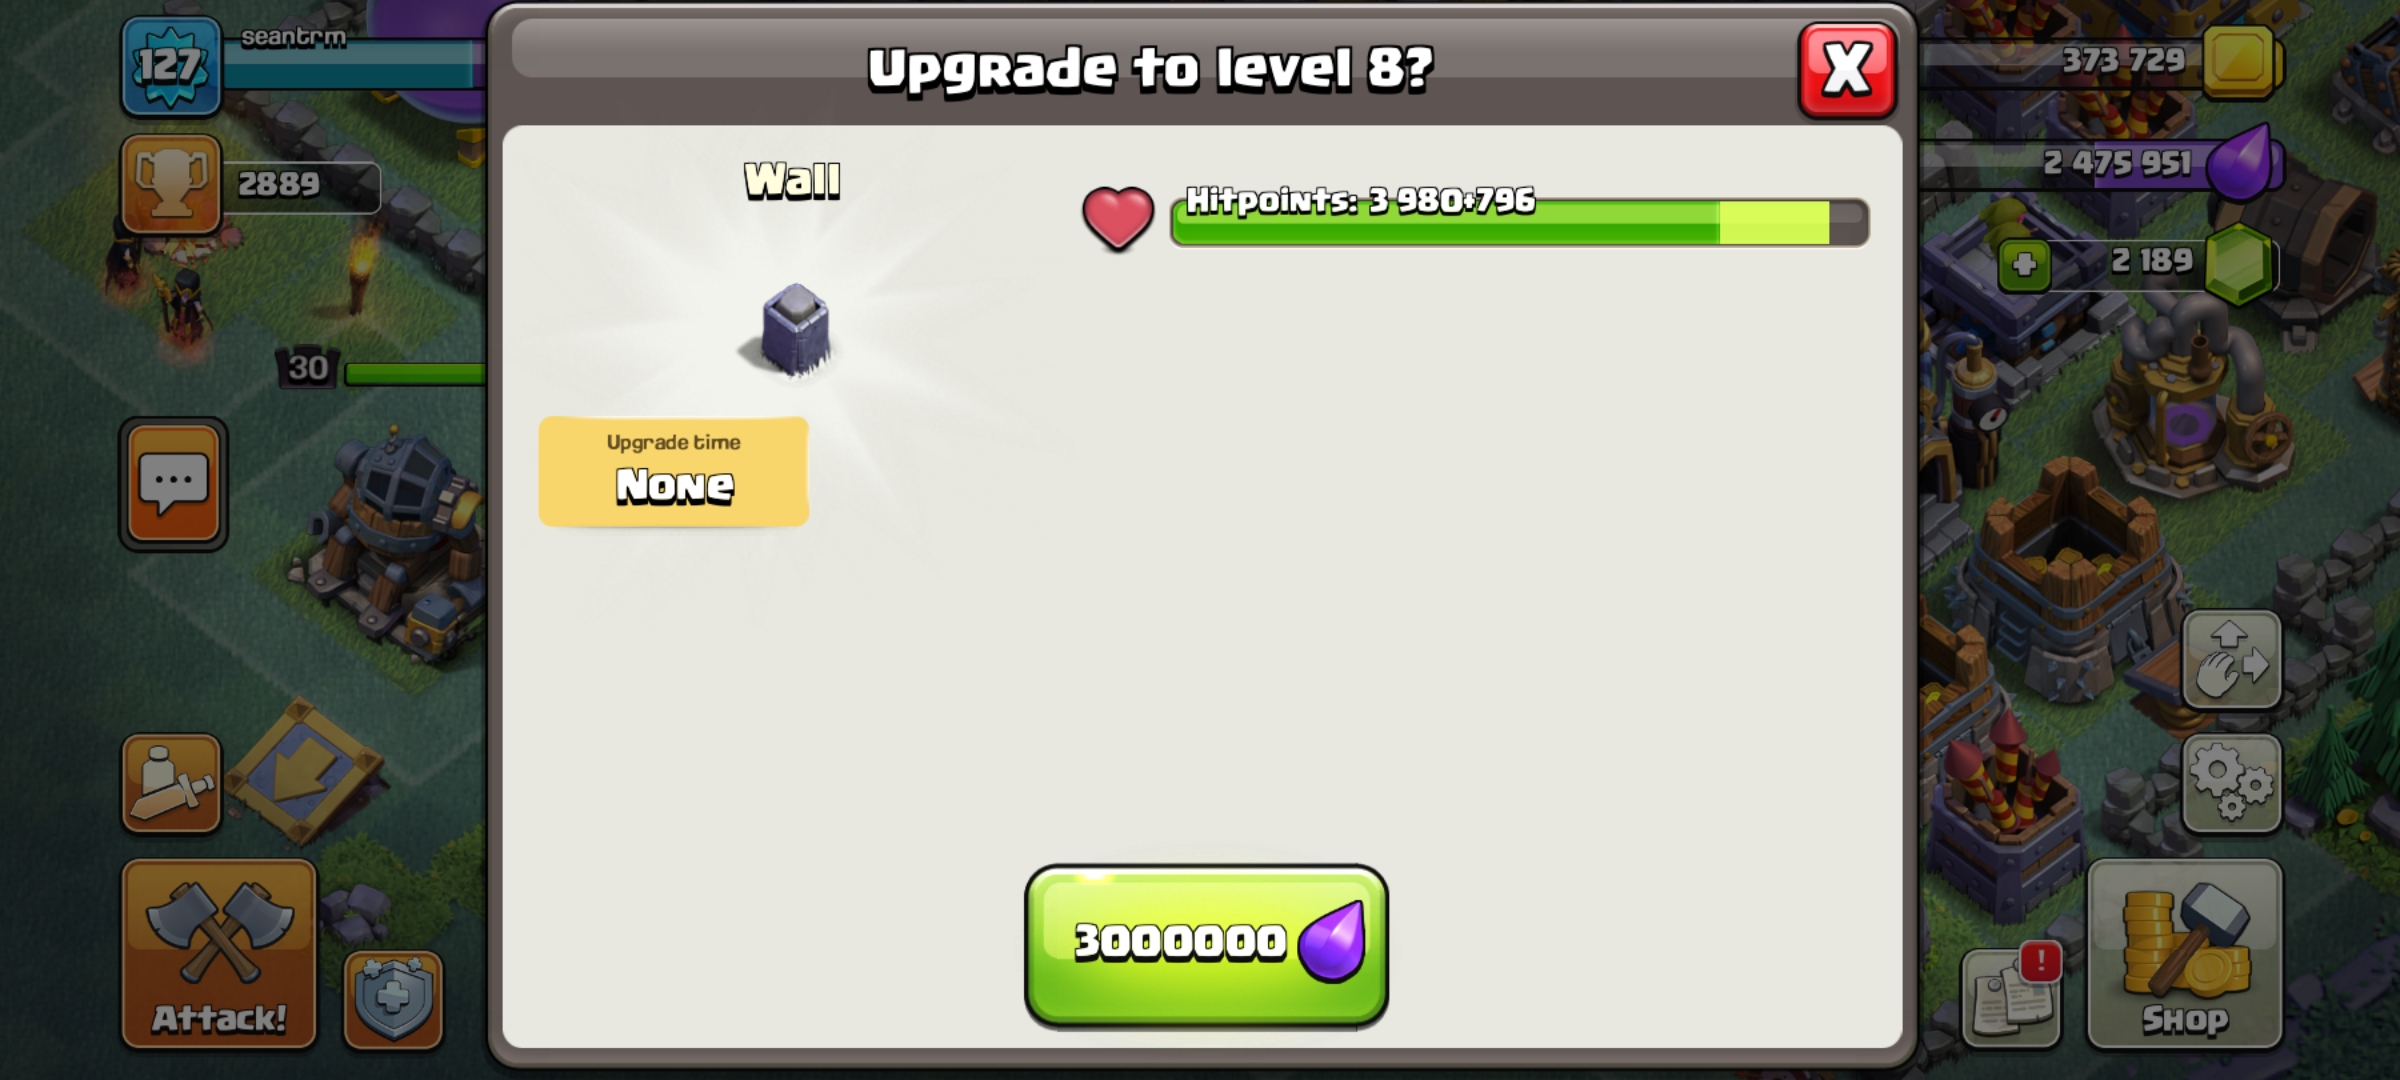 127
seantrm
Upgrade to level 8?
X
373 729
2889
Wall
Hitpoints: 3 980+796
2 475 951
2 189
30
Upgrade time
None
3000000
!
Attack!
Shop